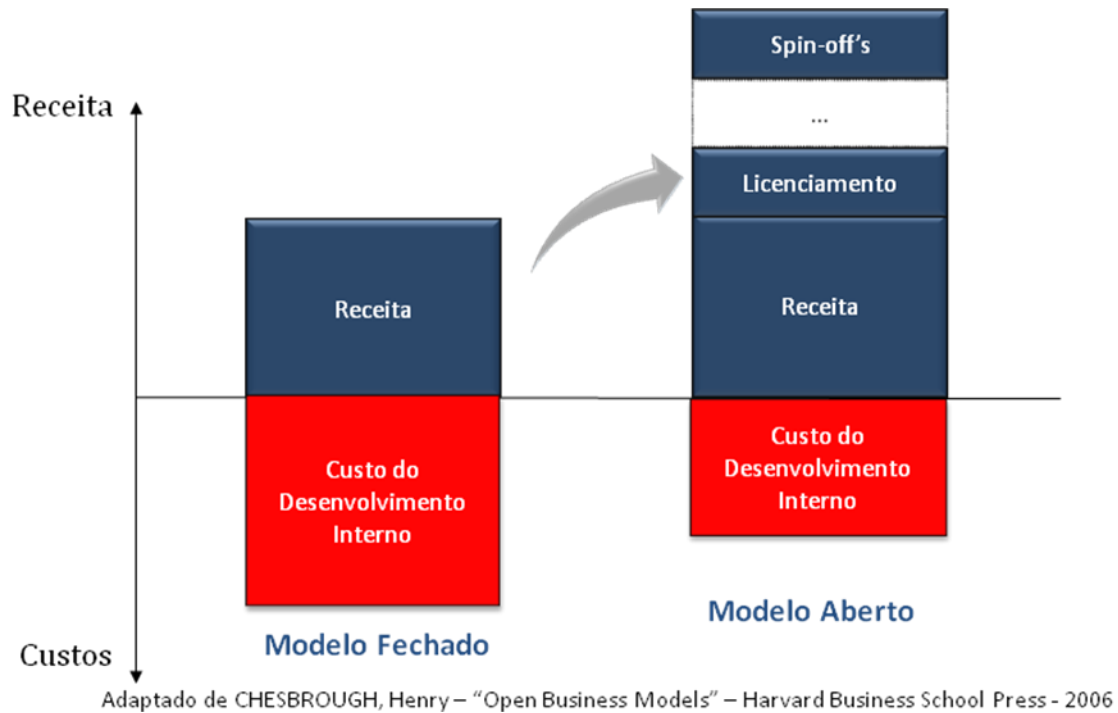 Spin-off's
Receita
...
Licenciamento
Receita
Receita
Custo do
Desenvolvimento
Interno
Custo do
Desenvolvimento
Interno
Modelo Aberto
Modelo Fechado
Custos
Adaptado de CHESBROUGH, Henry – “Open Business Models” – Harvard Business School Press - 2006